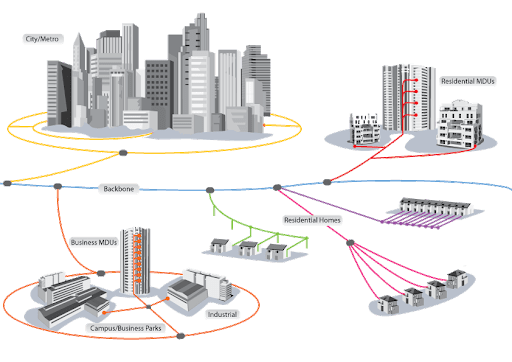 City/Metro
Residential MDUs
Backbone
Residential Homes
Business MDUs
Industrial
Campus/Business Parks